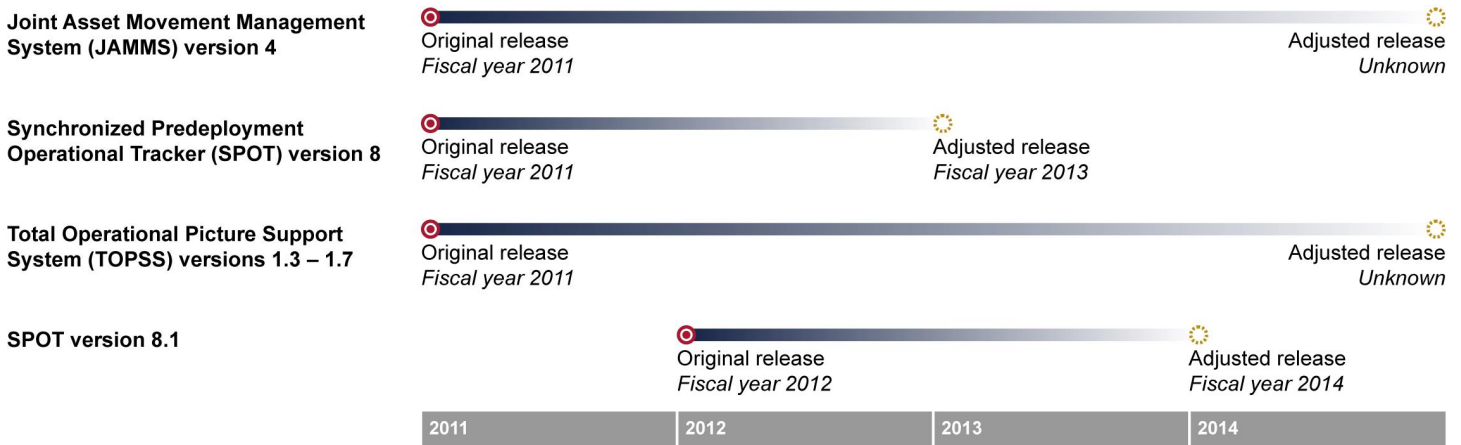 Joint Asset Movement Management
System (JAMMS) version 4
Original release
Fiscal year 2011
Adjusted release
Unknown
Synchronized Predeployment
Operational Tracker (SPOT) version 8
Original release
Fiscal year 2011
Adjusted release
Fiscal year 2013
Total Operational Picture Support
System (TOPSS) versions 1.3 – 1.7
Original release
Fiscal year 2011
Adjusted release
Unknown
SPOT version 8.1
Original release
Fiscal year 2012
Adjusted release
Fiscal year 2014
2011 2012 2013 2014